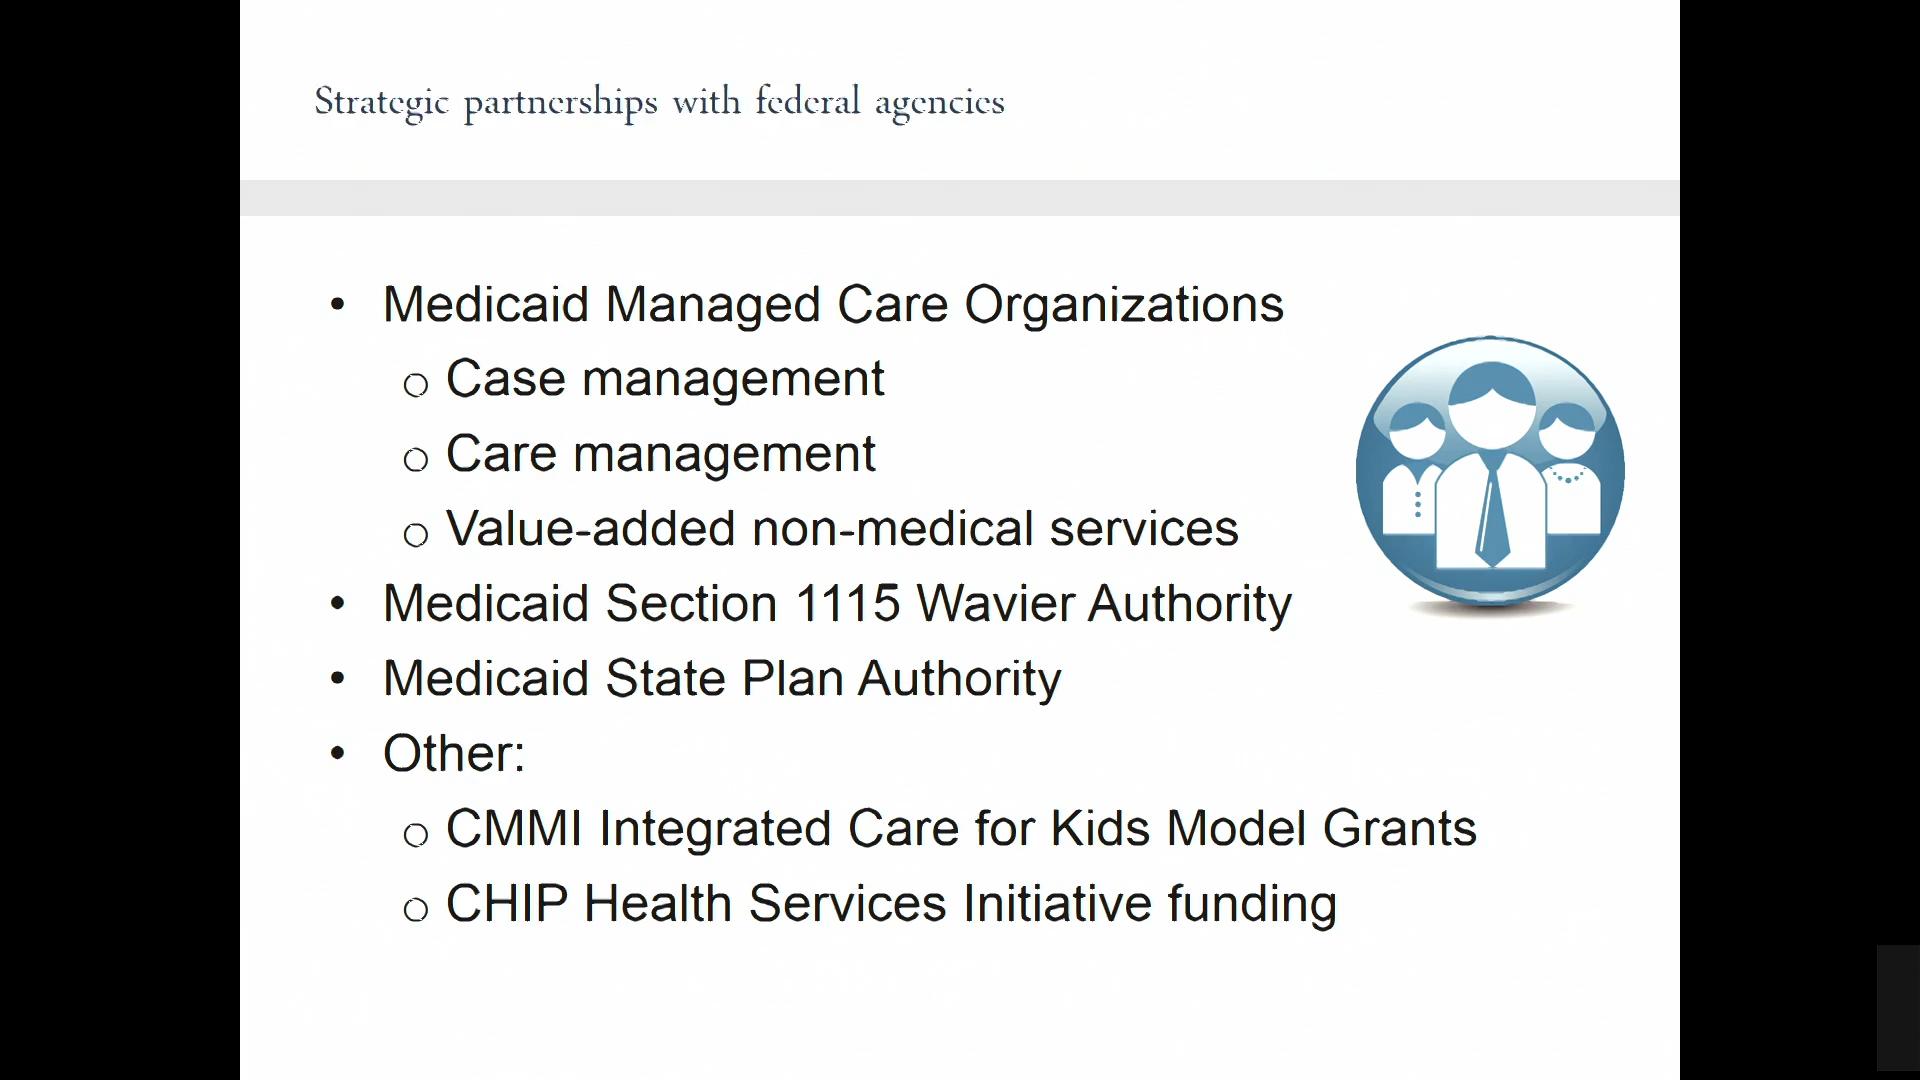 Strategic partnerships with federal agencies
• Medicaid Managed Care Organizations
o Case management
o Care management
o Value-added non-medical services
• Medicaid Section 1115 Wavier Authority
• Medicaid State Plan Authority
• Other:
o CMMI Integrated Care for Kids Model Grants
o CHIP Health Services Initiative funding